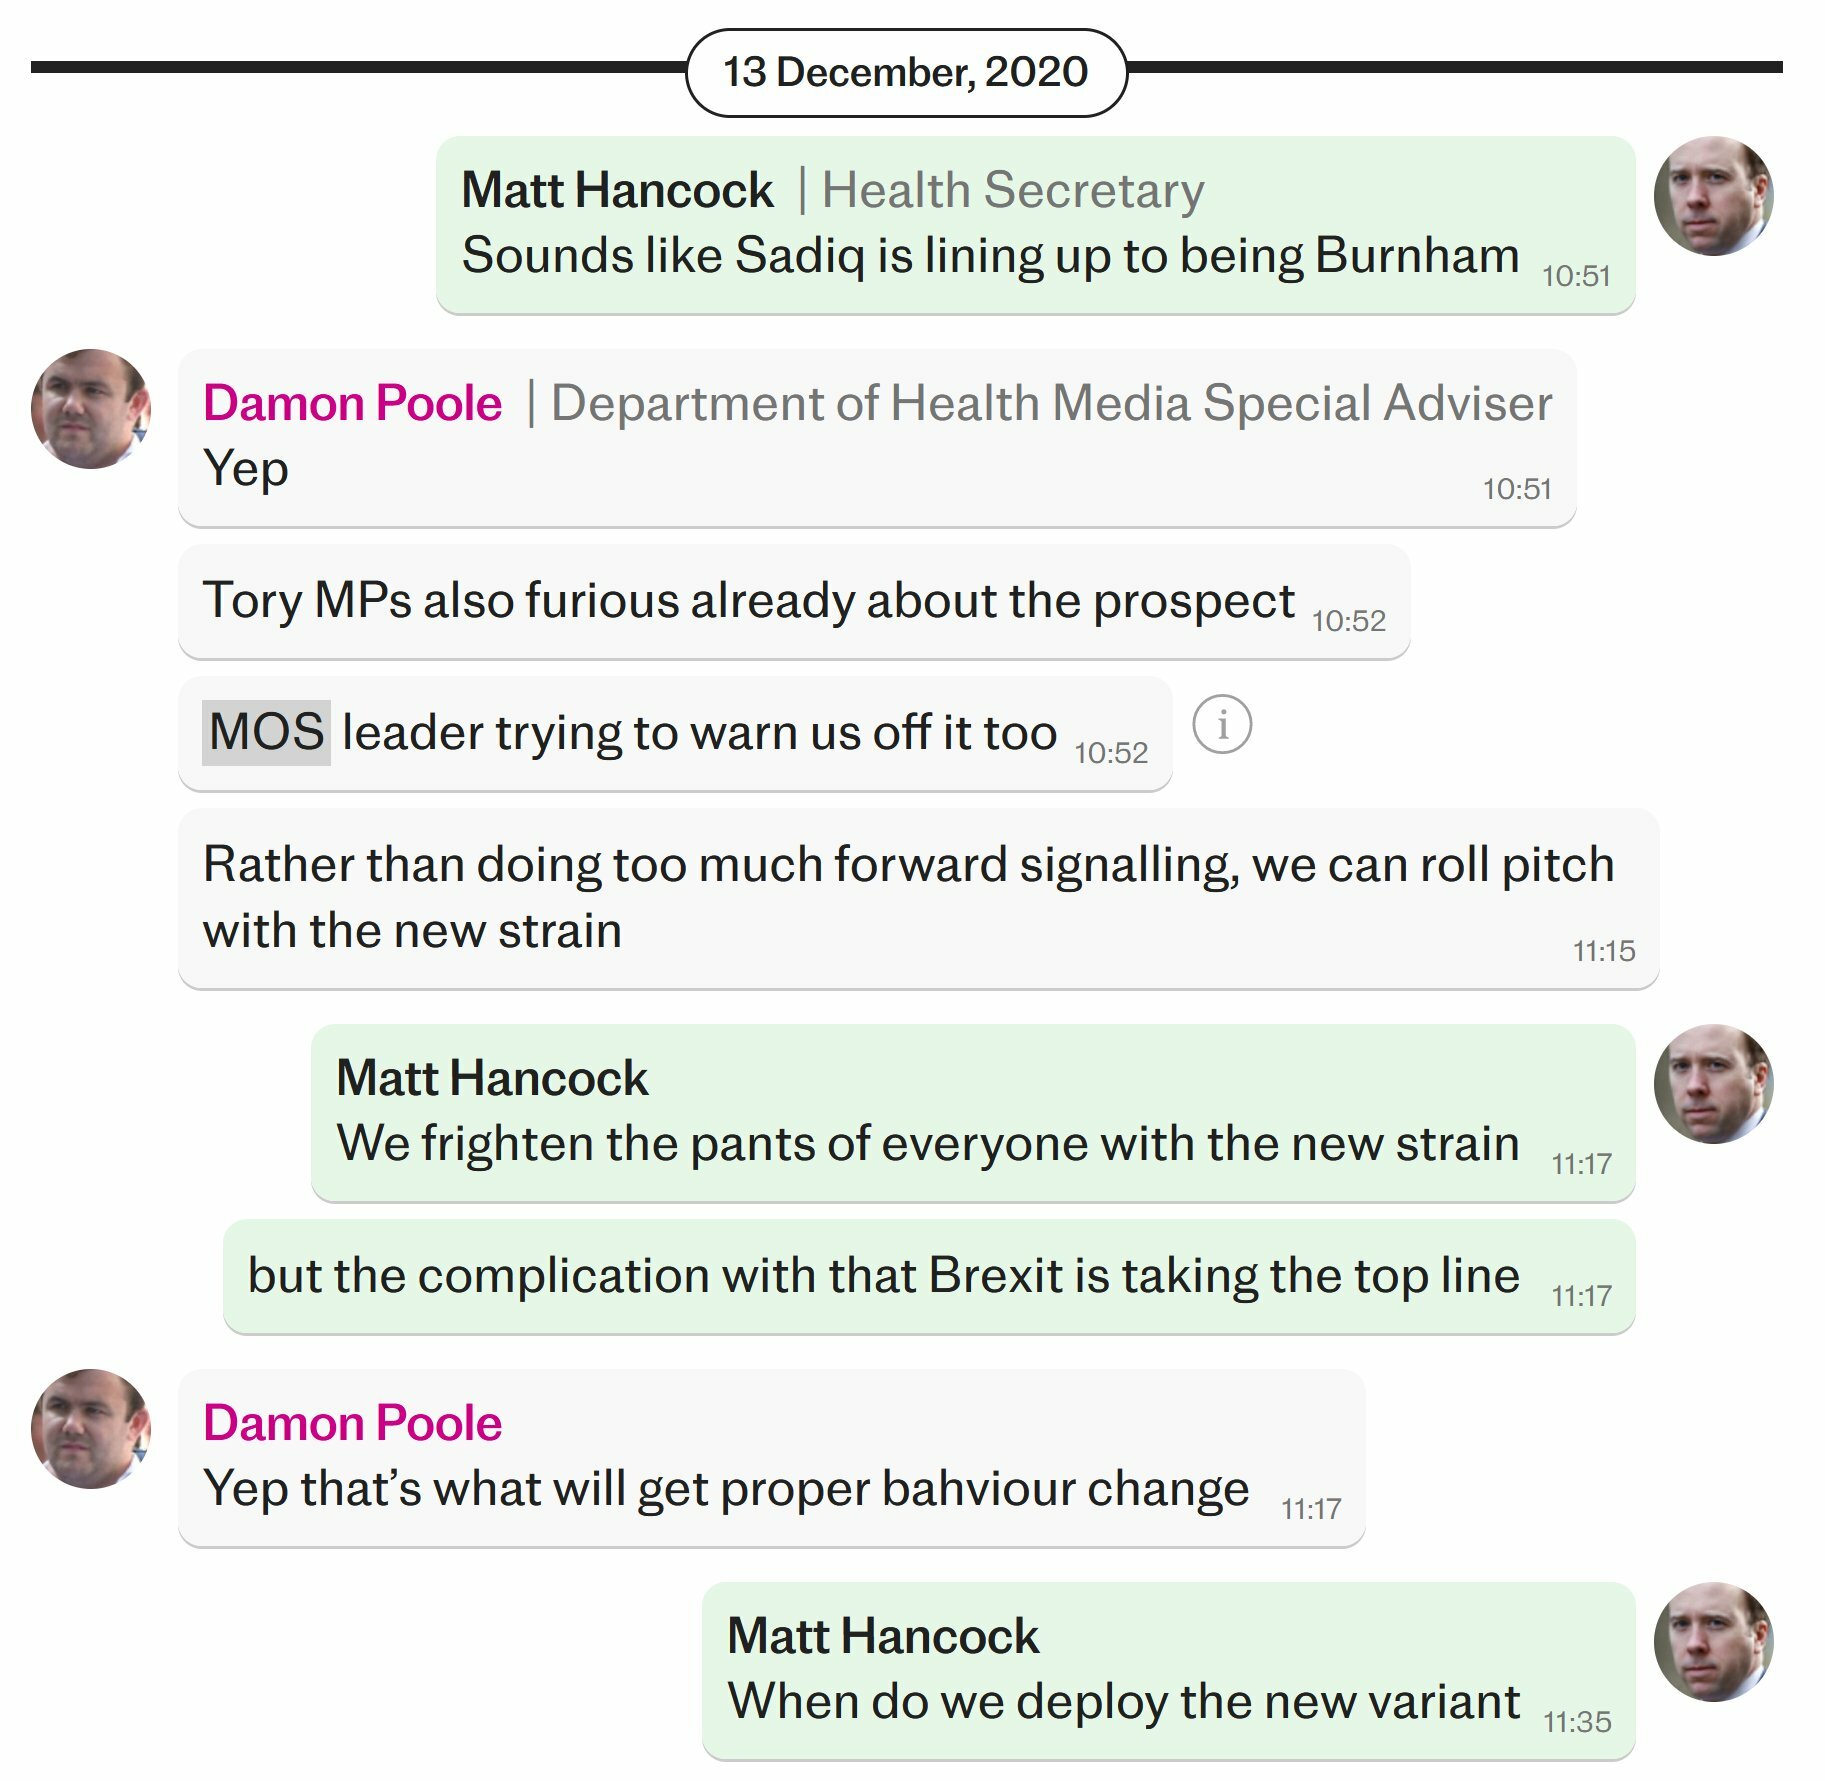 13 December, 2020
Matt Hancock | Health Secretary
Sounds like Sadiq is lining up to being Burnham 10:51
Damon Poole | Department of Health Media Special Adviser
Yep
10:51
Tory MPs also furious already about the prospect 10:52
MOS leader trying to warn us off it too 10:52 i
Rather than doing too much forward signalling, we can roll pitch
with the new strain
11:15
Matt Hancock
We frighten the pants of everyone with the new strain 11:17
but the complication with that Brexit is taking the top line 11:17
Damon Poole
Yep that’s what will get proper bahviour change 11:17
Matt Hancock
When do we deploy the new variant 11:35